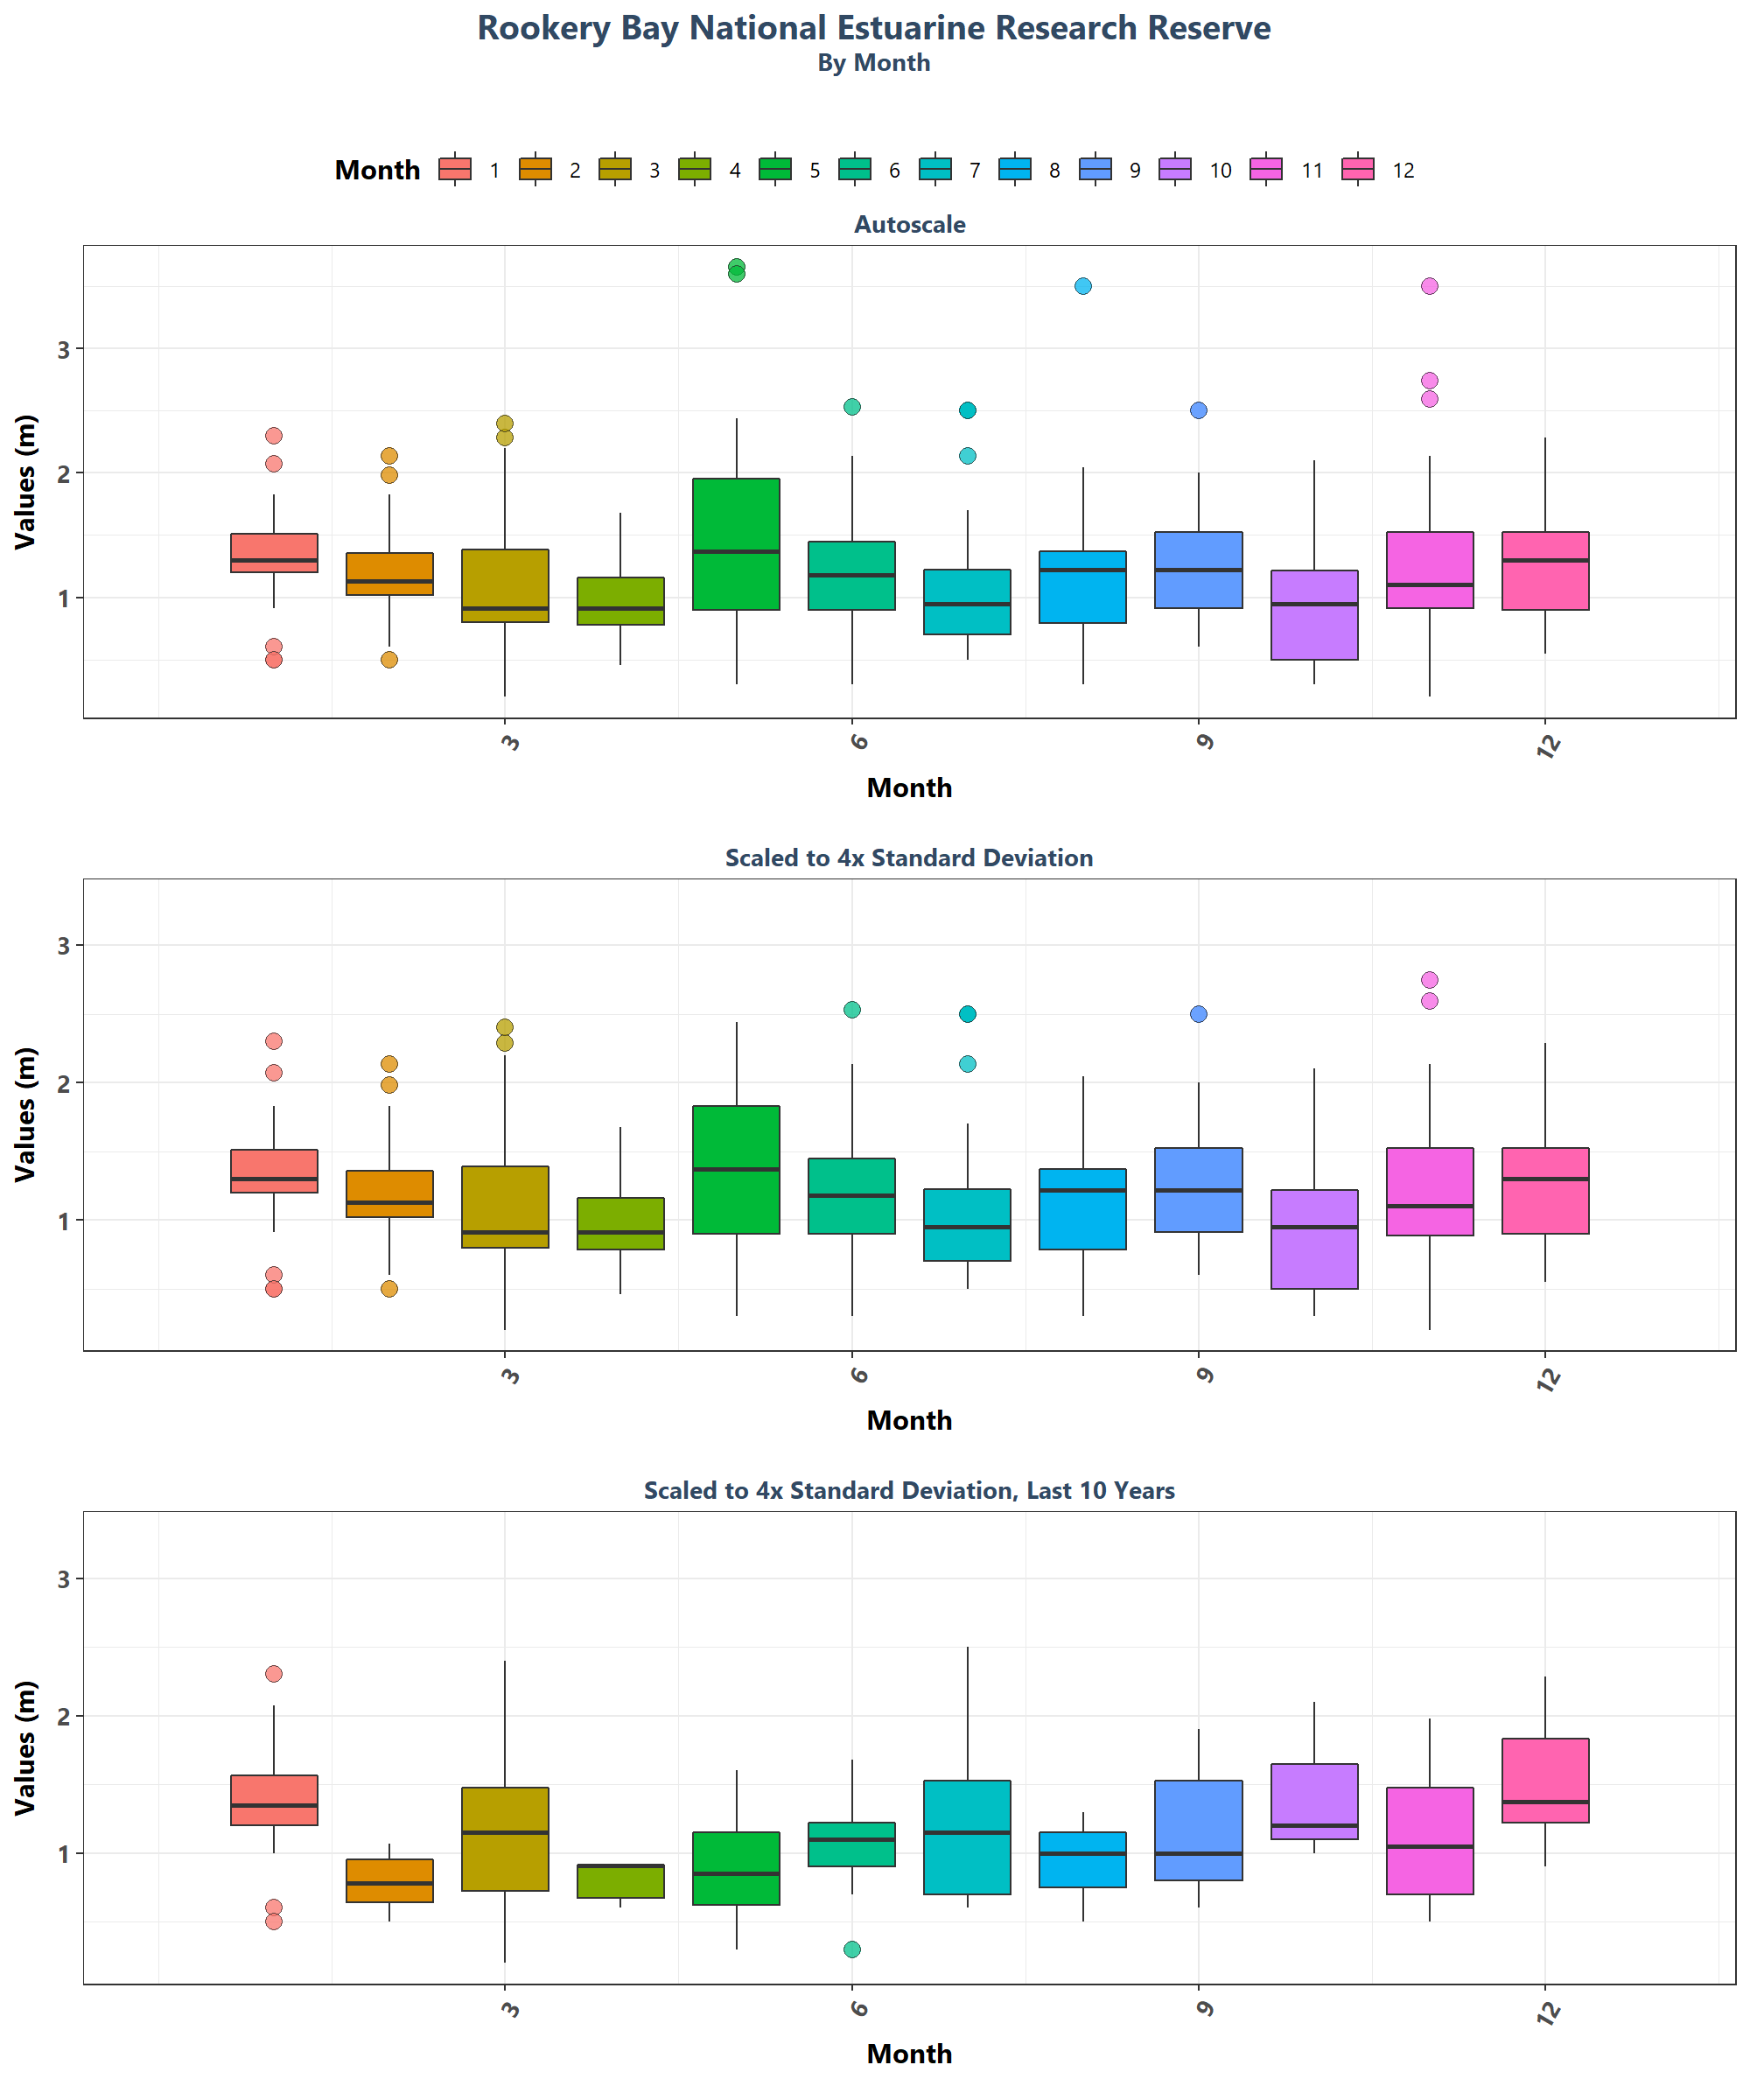 Rookery Bay National Estuarine Research Reserve
By Month
Month 1 2 3 4 5 6 7 8 9 10 11 12
Autoscale
Values (m)
3
2
1
3 6 9 12
Month
Scaled to 4x Standard Deviation
Values (m)
3
2
1
3 6 9 12
Month
Scaled to 4x Standard Deviation, Last 10 Years
Values (m)
3
2
1
3 6 9 12
Month